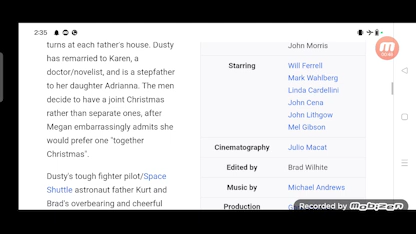 2:35
turns at each father's house. Dusty
has remarried to Karen, a
doctor/novelist, and is a stepfather
to her daughter Adrianna. The men
decide to have a joint Christmas
rather than separate ones, after
Megan embarrassingly admits she
would prefer one "together
Christmas".
Dusty's tough fighter pilot/Space
Shuttle astronaut father Kurt and
Brad's overbearing and cheerful
John Morris
Starring
Will Ferrell
Mark Wahlberg
Linda Cardellini
John Cena
John Lithgow
Mel Gibson
Cinematography Julio Macat
Edited by Brad Wilhite
Music by Michael Andrews
Production
Recorded by Mobizen